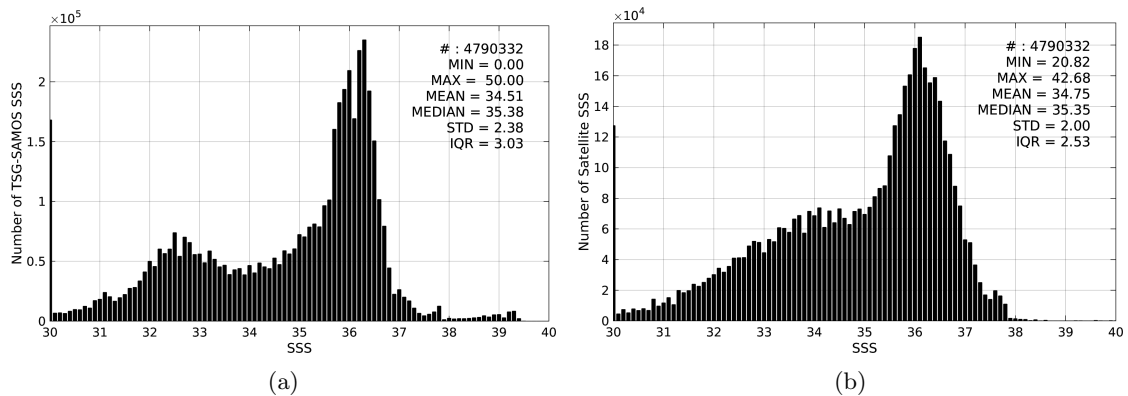 ×10⁵
# : 4790332
MIN = 0.00
MAX = 50.00
MEAN = 34.51
MEDIAN = 35.38
STD = 2.38
IQR = 3.03
2
1.5
1
0.5
0
Number of TSG-SAMOS SSS
30 31 32 33 34 35 36 37 38 39 40
SSS
(a)
×10⁴
# : 4790332
MIN = 20.82
MAX = 42.68
MEAN = 34.75
MEDIAN = 35.35
STD = 2.00
IQR = 2.53
18
16
14
12
10
8
6
4
2
0
Number of Satellite SSS
30 31 32 33 34 35 36 37 38 39 40
SSS
(b)